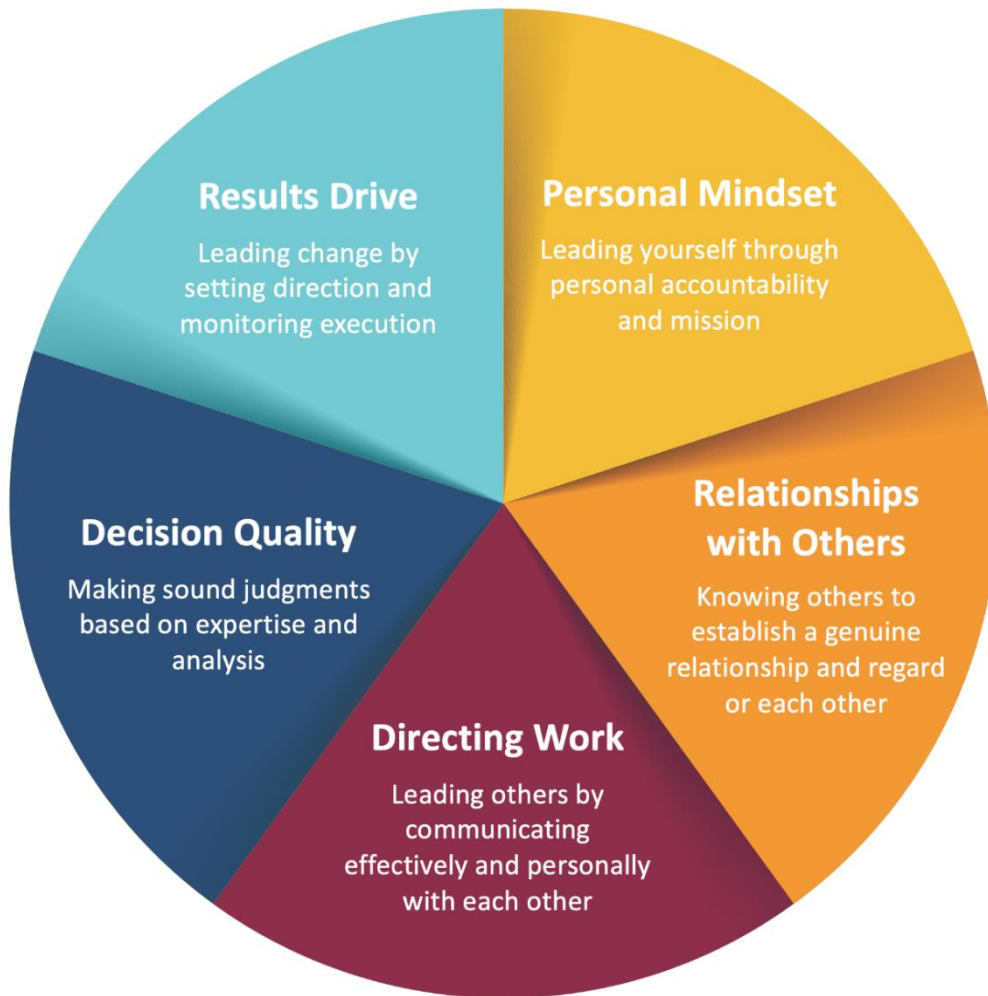 Results Drive
Leading change by
setting direction and
monitoring execution
Personal Mindset
Leading yourself through
personal accountability
and mission
Relationships
with Others
Knowing others to
establish a genuine
relationship and regard
or each other
Directing Work
Leading others by
communicating
effectively and personally
with each other
Decision Quality
Making sound judgments
based on expertise and
analysis